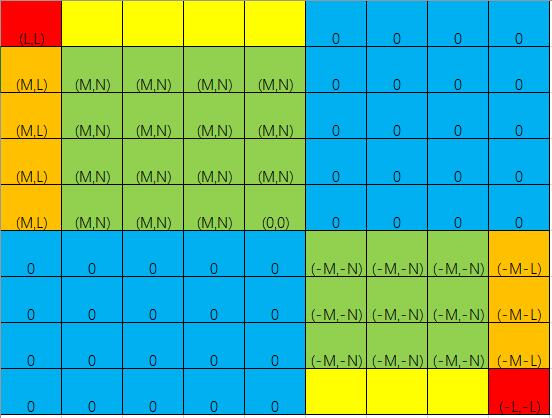 (L,L) 0 0 0 0
(M,L) (M,N) (M,N) (M,N) (M,N) 0 0 0 0
(M,L) (M,N) (M,N) (M,N) (M,N) 0 0 0 0
(M,L) (M,N) (M,N) (M,N) (M,N) 0 0 0 0
(M,L) (M,N) (M,N) (M,N) (0,0) 0 0 0 0
0 0 0 0 0 (-M,-N) (-M,-N) (-M,-N) (-M-L)
0 0 0 0 0 (-M,-N) (-M,-N) (-M,-N) (-M-L)
0 0 0 0 0 (-M,-N) (-M,-N) (-M,-N) (-M-L)
0 0 0 0 0 (-L,-L)